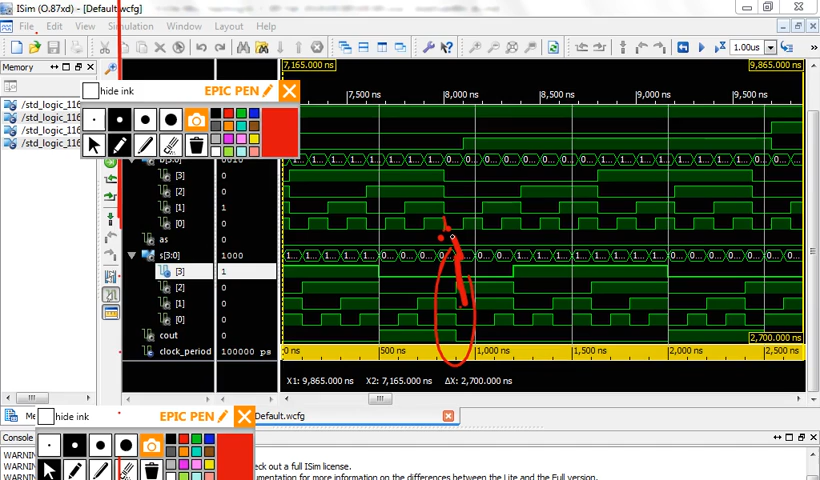 ISim (O.87xd) - [Default.wcfg]
File Edit View Simulation Window Layout Help
1.00us
Memory
7,165.000 ns 9,865.000 ns
hide ink EPIC PEN
7,500 ns 8,000 ns 8,500 ns 9,000 ns 9,500 ns
/std_logic_116
/std_logic_116
/std_logic_116
/std_logic_116
b[3:0] 0010
[3] 0
[2] 0
[1] 1
[0] 0
as 0
s[3:0] 1000
[3] 1
[2] 0
[1] 0
[0] 0
cout 0
2,700.000 ns
clock_period 100000 ps
0 ns 500 ns 1,000 ns 1,500 ns 2,000 ns 2,500 ns
X1: 9,865.000 ns X2: 7,165.000 ns ΔX: 2,700.000 ns
hide ink EPIC PEN Default.wcfg
Console
WARNING eck out a full ISim license.
WARNING
WARNING cumentation for more information on the differences between the Lite and the Full version.